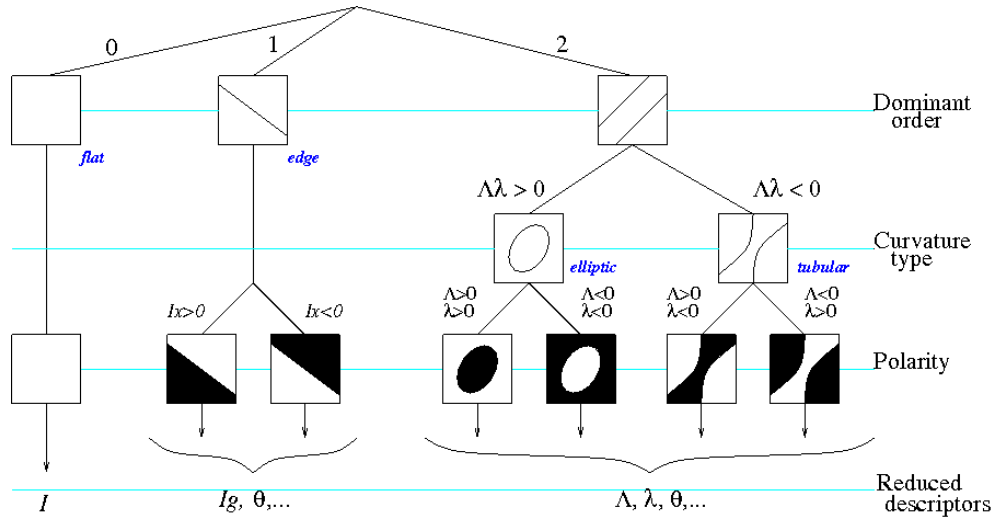 0
1
2
Dominant
order
flat
edge
Λλ > 0
Λλ < 0
Curvature
type
elliptic
tubular
Ix>0
Ix<0
Λ>0
λ>0
Λ<0
λ<0
Λ>0
λ<0
Λ<0
λ>0
Polarity
I
Ig, θ,...
Λ, λ, θ,...
Reduced
descriptors